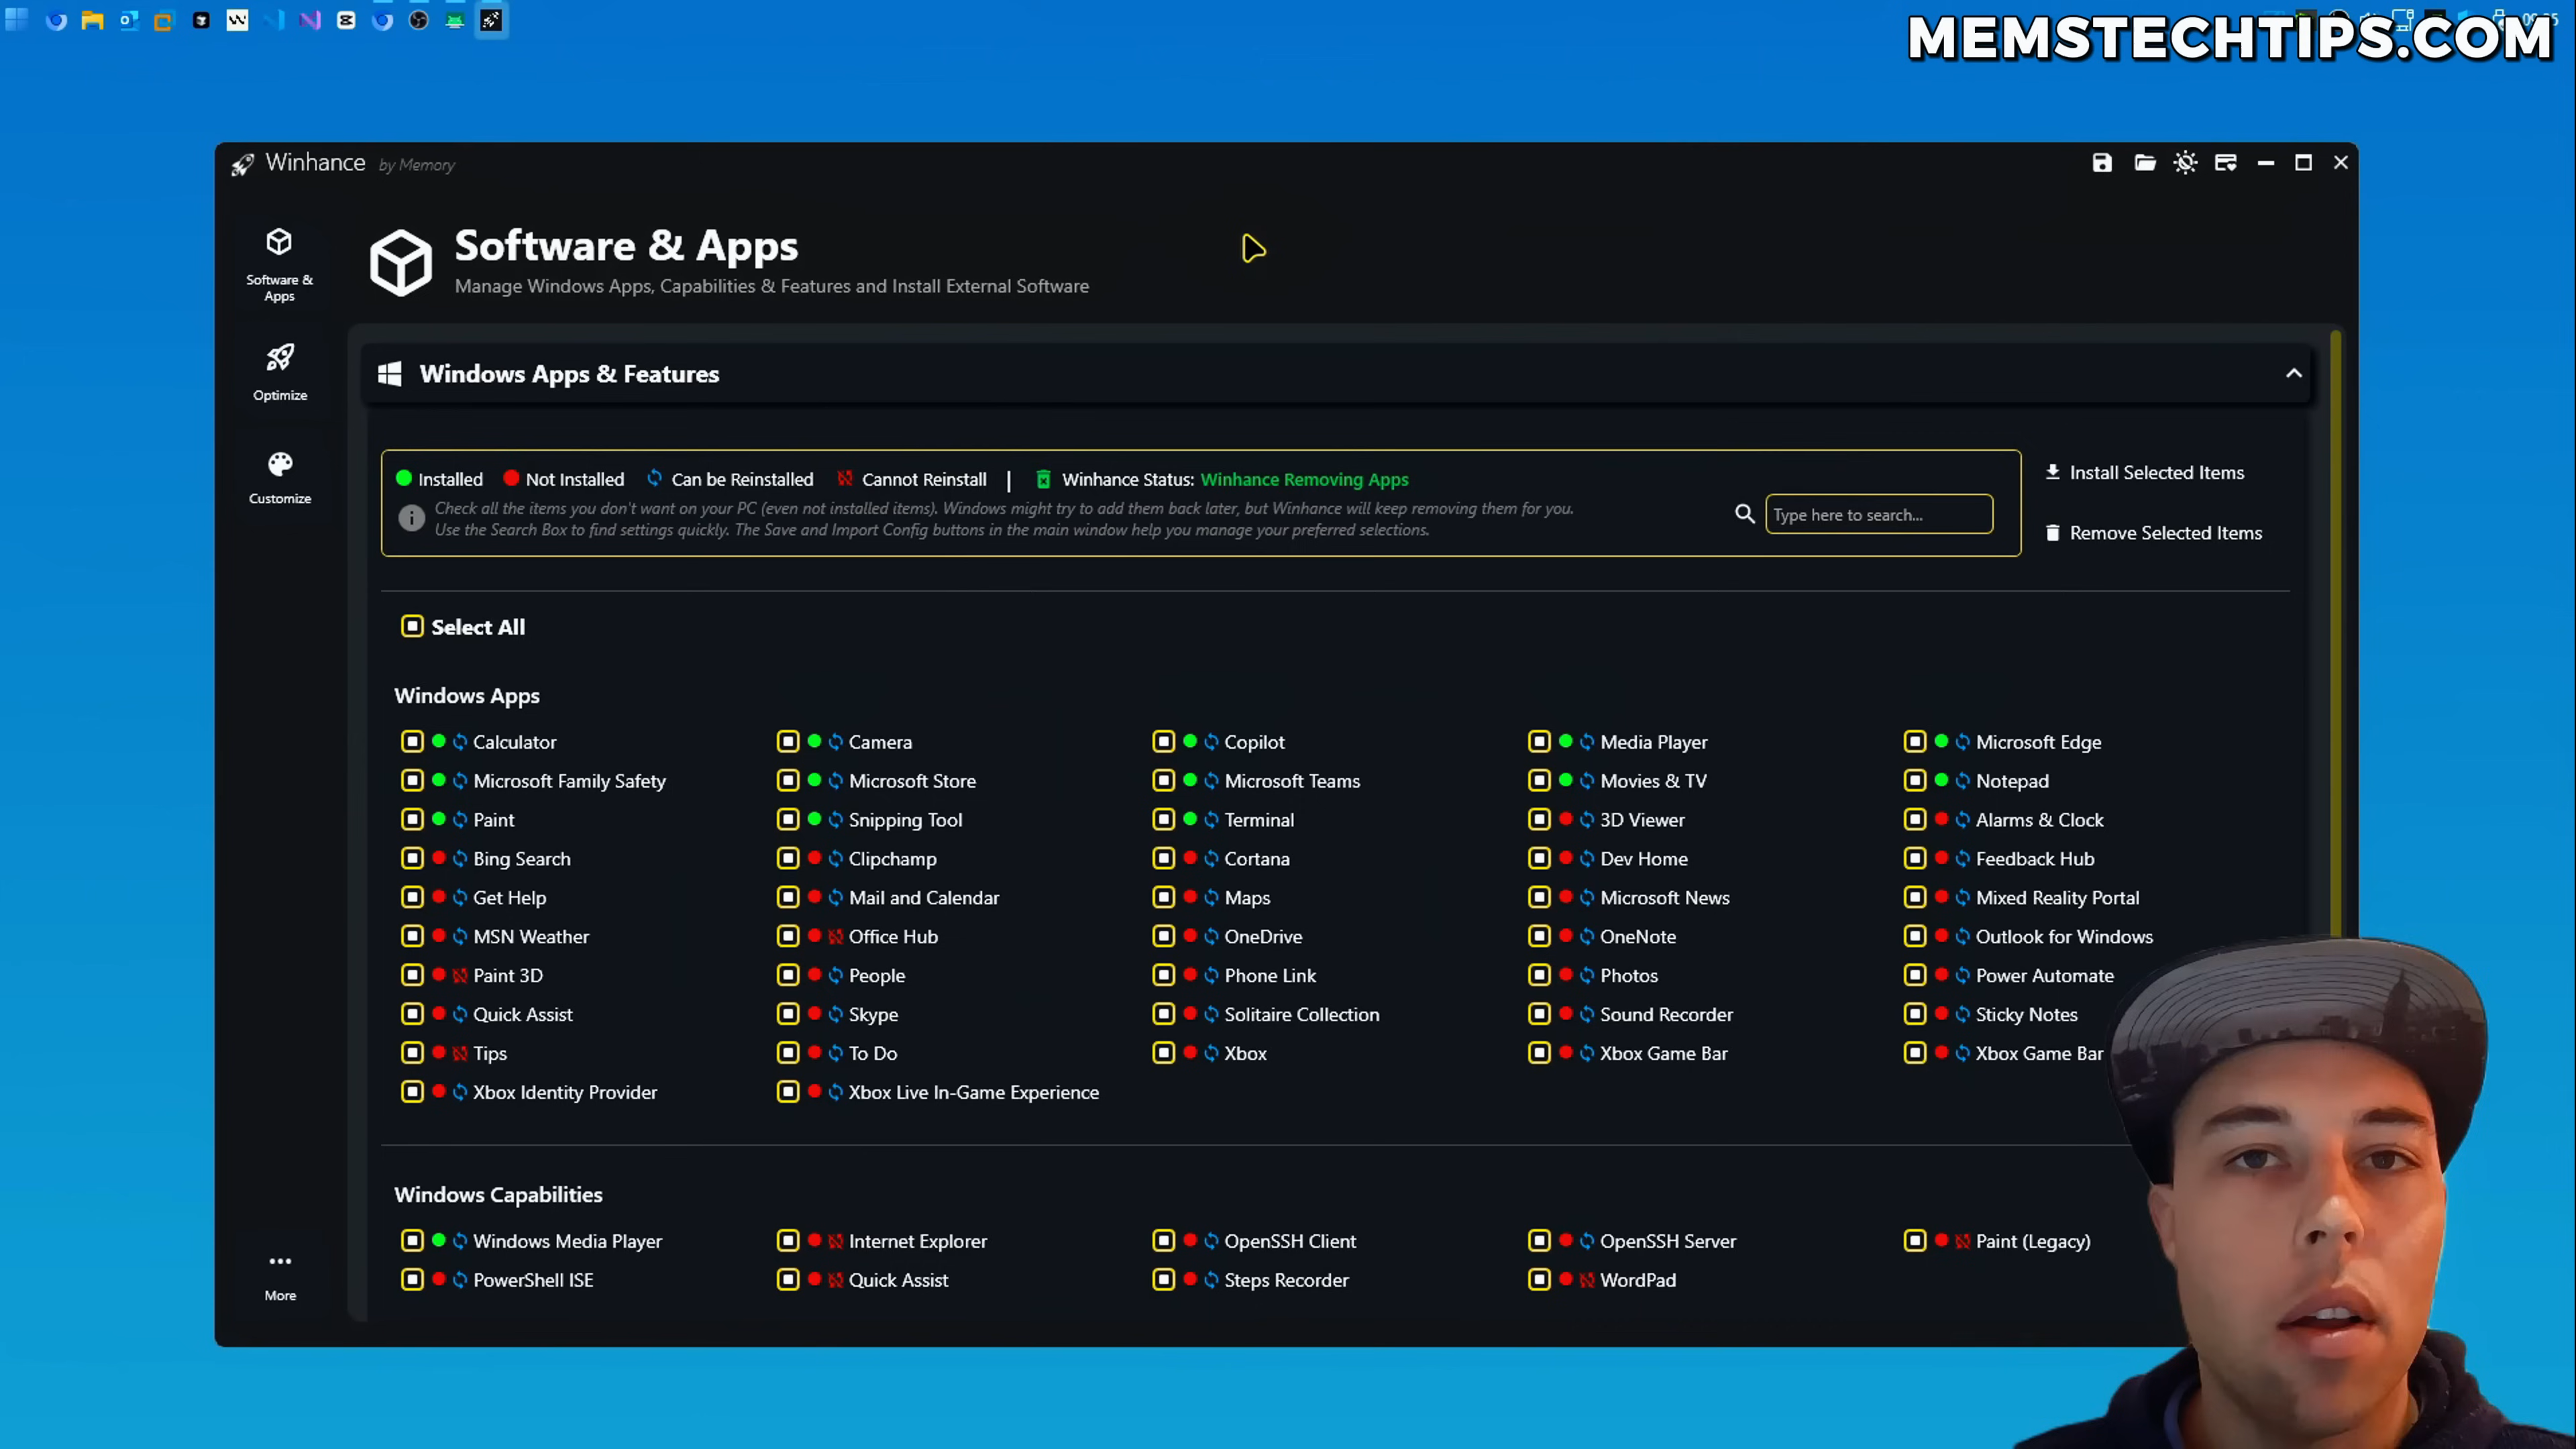 MEMSTECHTIPS.COM
Winhance by Memory
Software & Apps
Manage Windows Apps, Capabilities & Features and Install External Software
Software &
Apps
Optimize
Customize
More
Windows Apps & Features
Installed Not Installed Can be Reinstalled Cannot Reinstall | Winhance Status: Winhance Removing Apps
Check all the items you don't want on your PC (even not installed items). Windows might try to add them back later, but Winhance will keep removing them for you.
Use the Search Box to find settings quickly. The Save and Import Config buttons in the main window help you manage your preferred selections.
Type here to search...
Install Selected Items
Remove Selected Items
Select All
Windows Apps
Calculator Camera Copilot Media Player Microsoft Edge
Microsoft Family Safety Microsoft Store Microsoft Teams Movies & TV Notepad
Paint Snipping Tool Terminal 3D Viewer Alarms & Clock
Bing Search Clipchamp Cortana Dev Home Feedback Hub
Get Help Mail and Calendar Maps Microsoft News Mixed Reality Portal
MSN Weather Office Hub OneDrive OneNote Outlook for Windows
Paint 3D People Phone Link Photos Power Automate
Quick Assist Skype Solitaire Collection Sound Recorder Sticky Notes
Tips To Do Xbox Xbox Game Bar Xbox Game Bar
Xbox Identity Provider Xbox Live In-Game Experience
Windows Capabilities
Windows Media Player Internet Explorer OpenSSH Client OpenSSH Server Paint (Legacy)
PowerShell ISE Quick Assist Steps Recorder WordPad